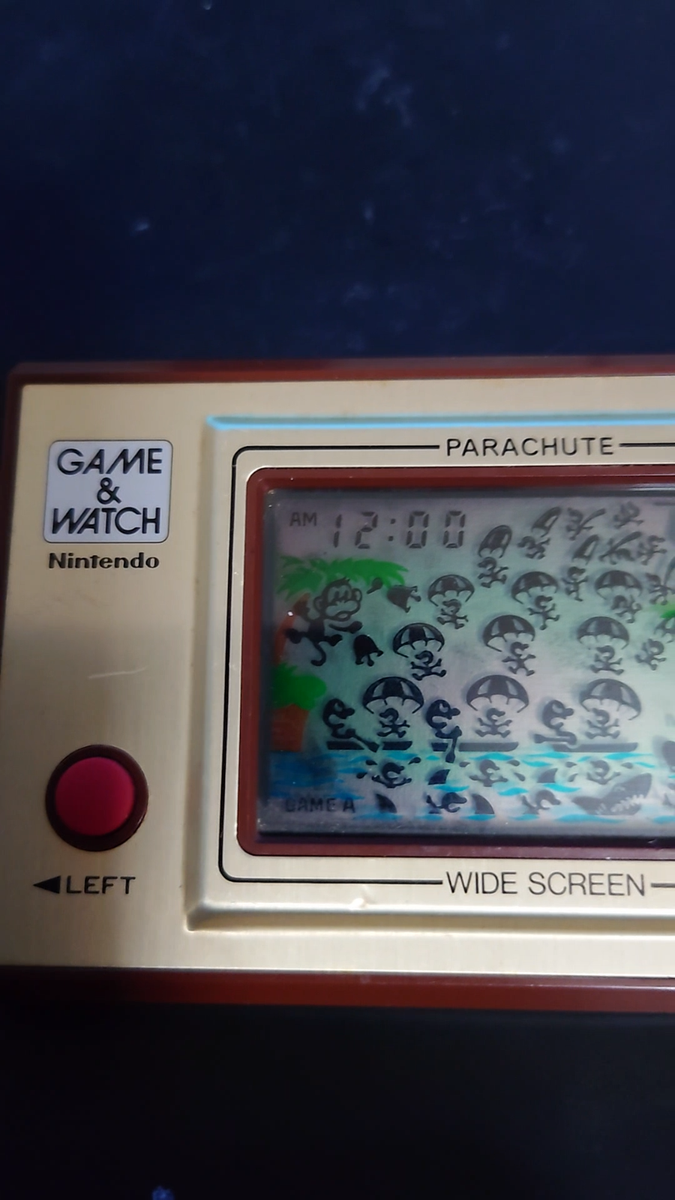 PARACHUTE
GAME
&
WATCH
Nintendo
AM 12:00
GAME A
◀LEFT
WIDE SCREEN